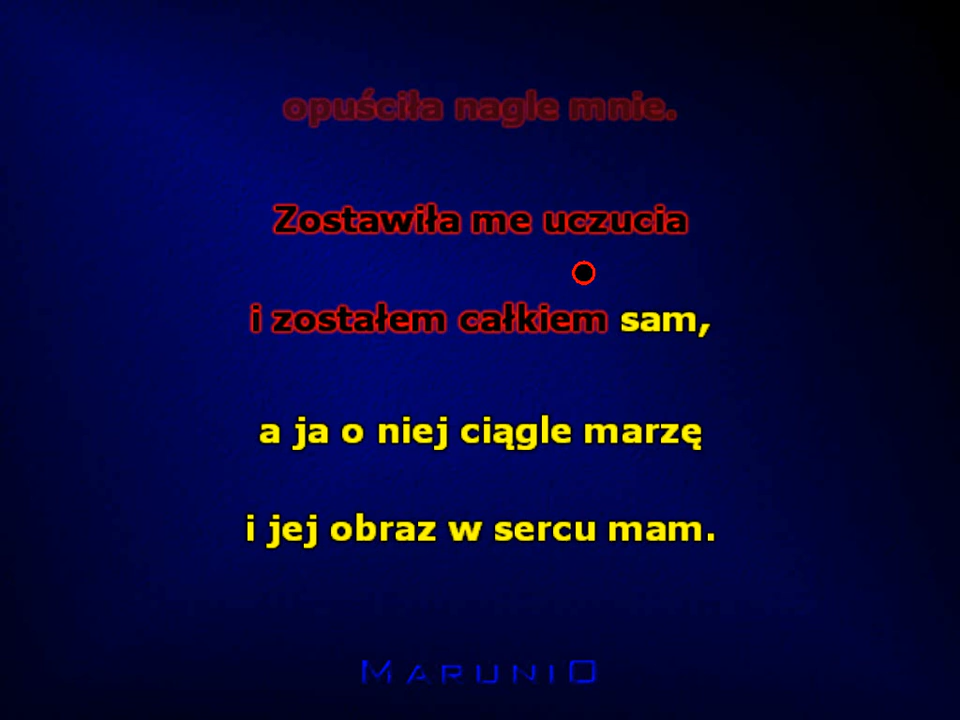 opuściła nagle mnie.
Zostawiła me uczucia
i zostałem całkiem sam,
a ja o niej ciągle marzę
i jej obraz w sercu mam.
MARUNIO